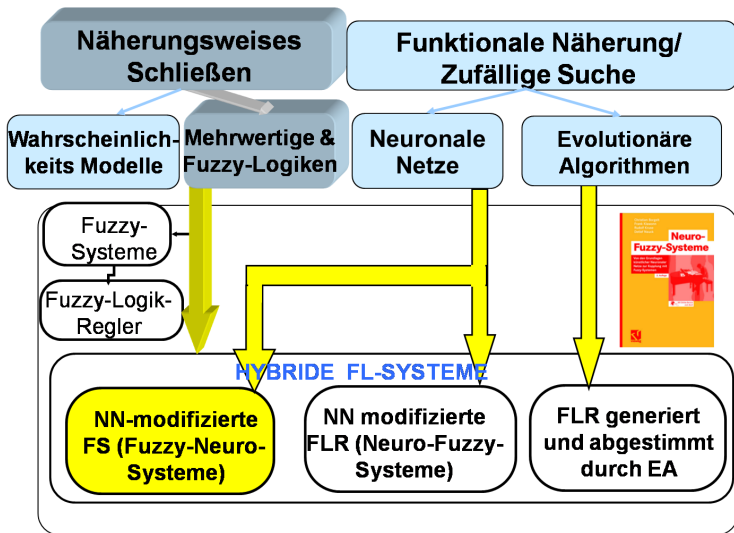 Näherungsweises
Schließen
Funktionale Näherung/
Zufällige Suche
Wahrscheinlich-
keits Modelle
Mehrwertige &
Fuzzy-Logiken
Neuronale
Netze
Evolutionäre
Algorithmen
Fuzzy-
Systeme
Fuzzy-Logik-
Regler
Neuro-
Fuzzy-Systeme
HYBRIDE FL-SYSTEME
NN-modifizierte
FS (Fuzzy-Neuro-
Systeme)
NN modifizierte
FLR (Neuro-Fuzzy-
Systeme)
FLR generiert
und abgestimmt
durch EA